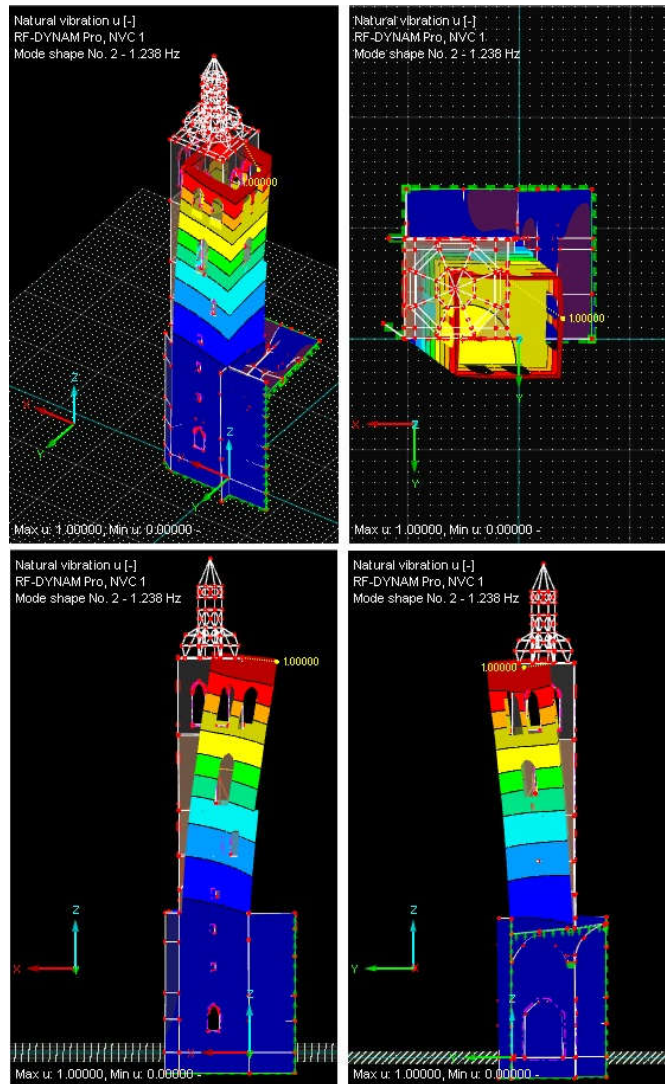 Natural vibration u [-]
RF-DYNAM Pro, NVC 1
Mode shape No. 2 - 1.238 Hz
1.00000
Z
X
Y
Z
X
Y
Max u: 1.00000, Min u: 0.00000 -
Natural vibration u [-]
RF-DYNAM Pro, NVC 1
Mode shape No. 2 - 1.238 Hz
1.00000
X
Z
Y
Y
Max u: 1.00000, Min u: 0.00000 -
Natural vibration u [-]
RF-DYNAM Pro, NVC 1
Mode shape No. 2 - 1.238 Hz
1.00000
Z
X
Z
X
Max u: 1.00000, Min u: 0.00000 -
Natural vibration u [-]
RF-DYNAM Pro, NVC 1
Mode shape No. 2 - 1.238 Hz
1.00000
Z
Y
Z
Y
Max u: 1.00000, Min u: 0.00000 -